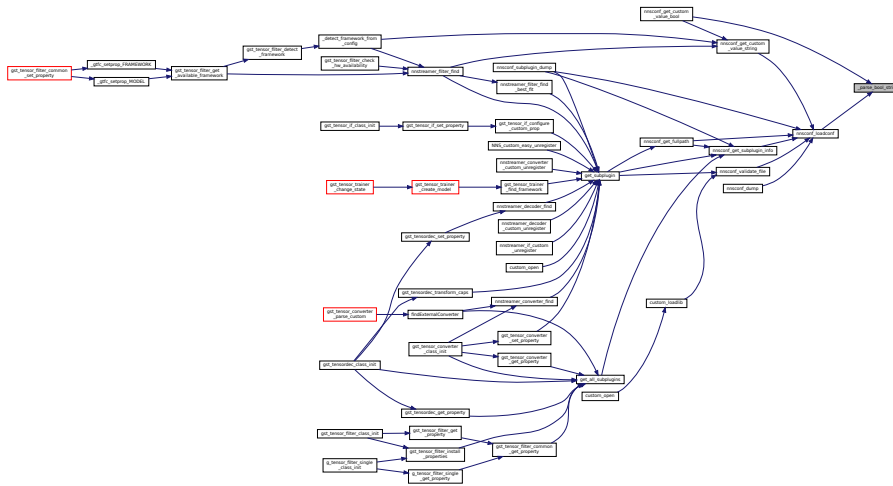 nnsconf_get_custom
_value_bool
_detect_framework_from
_config
nnsconf_get_custom
_value_string
gst_tensor_filter_detect
_framework
_gtfc_setprop_FRAMEWORK
gst_tensor_filter_check
_hw_availability
nnsconf_subplugin_dump
gst_tensor_filter_common
_set_property
gst_tensor_filter_get
_available_framework
nnstreamer_filter_find
_gtfc_setprop_MODEL
nnstreamer_filter_find
_best_fit
_parse_bool_string
gst_tensor_if_class_init
gst_tensor_if_set_property
gst_tensor_if_configure
_custom_prop
nnsconf_loadconf
nnsconf_get_fullpath
NNS_custom_easy_unregister
nnsconf_get_subplugin_info
nnstreamer_converter
_custom_unregister
get_subplugin
nnsconf_validate_file
gst_tensor_trainer
_change_state
gst_tensor_trainer
_create_model
gst_tensor_trainer
_find_framework
nnsconf_dump
nnstreamer_decoder_find
nnstreamer_decoder
_custom_unregister
gst_tensordec_set_property
nnstreamer_if_custom
_unregister
custom_open
gst_tensordec_transform_caps
nnstreamer_converter_find
custom_loadlib
gst_tensor_converter
_parse_custom
findExternalConverter
gst_tensor_converter
_set_property
gst_tensor_converter
_class_init
gst_tensor_converter
_get_property
gst_tensordec_class_init
get_all_subplugins
custom_open
gst_tensordec_get_property
gst_tensor_filter_class_init
gst_tensor_filter_get
_property
gst_tensor_filter_common
_get_property
gst_tensor_filter_install
_properties
g_tensor_filter_single
_class_init
g_tensor_filter_single
_get_property